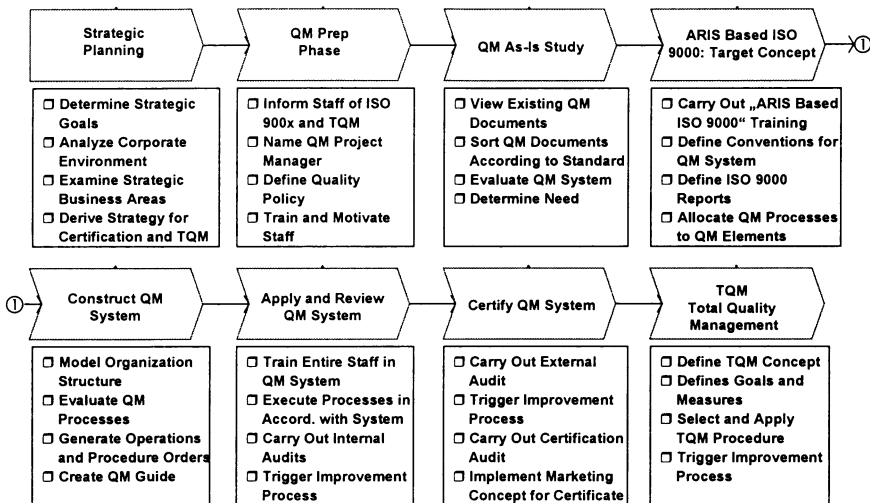 Strategic
Planning
QM Prep
Phase
QM As-Is Study
ARIS Based ISO
9000: Target Concept
①
❐ Determine Strategic
Goals
❐ Analyze Corporate
Environment
❐ Examine Strategic
Business Areas
❐ Derive Strategy for
Certification and TQM
❐ Inform Staff of ISO
900x and TQM
❐ Name QM Project
Manager
❐ Define Quality
Policy
❐ Train and Motivate
Staff
❐ View Existing QM
Documents
❐ Sort QM Documents
According to Standard
❐ Evaluate QM System
❐ Determine Need
❐ Carry Out „ARIS Based
ISO 9000“ Training
❐ Define Conventions for
QM System
❐ Define ISO 9000
Reports
❐ Allocate QM Processes
to QM Elements
①
Construct QM
System
Apply and Review
QM System
Certify QM System
TQM
Total Quality
Management
❐ Model Organization
Structure
❐ Evaluate QM
Processes
❐ Generate Operations
and Procedure Orders
❐ Create QM Guide
❐ Train Entire Staff in
QM System
❐ Execute Processes in
Accord. with System
❐ Carry Out Internal
Audits
❐ Trigger Improvement
Process
❐ Carry Out External
Audit
❐ Trigger Improvement
Process
❐ Carry Out Certification
Audit
❐ Implement Marketing
Concept for Certificate
❐ Define TQM Concept
❐ Defines Goals and
Measures
❐ Select and Apply
TQM Procedure
❐ Trigger Improvement
Process